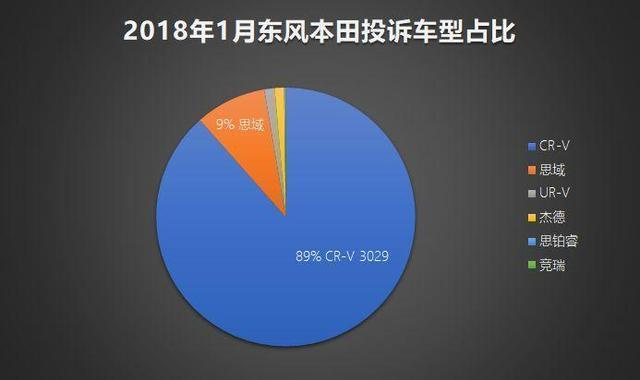 2018年1月东风本田投诉车型占比
9% 思域
89% CR-V 3029
CR-V
思域
UR-V
杰德
思铂睿
竞瑞